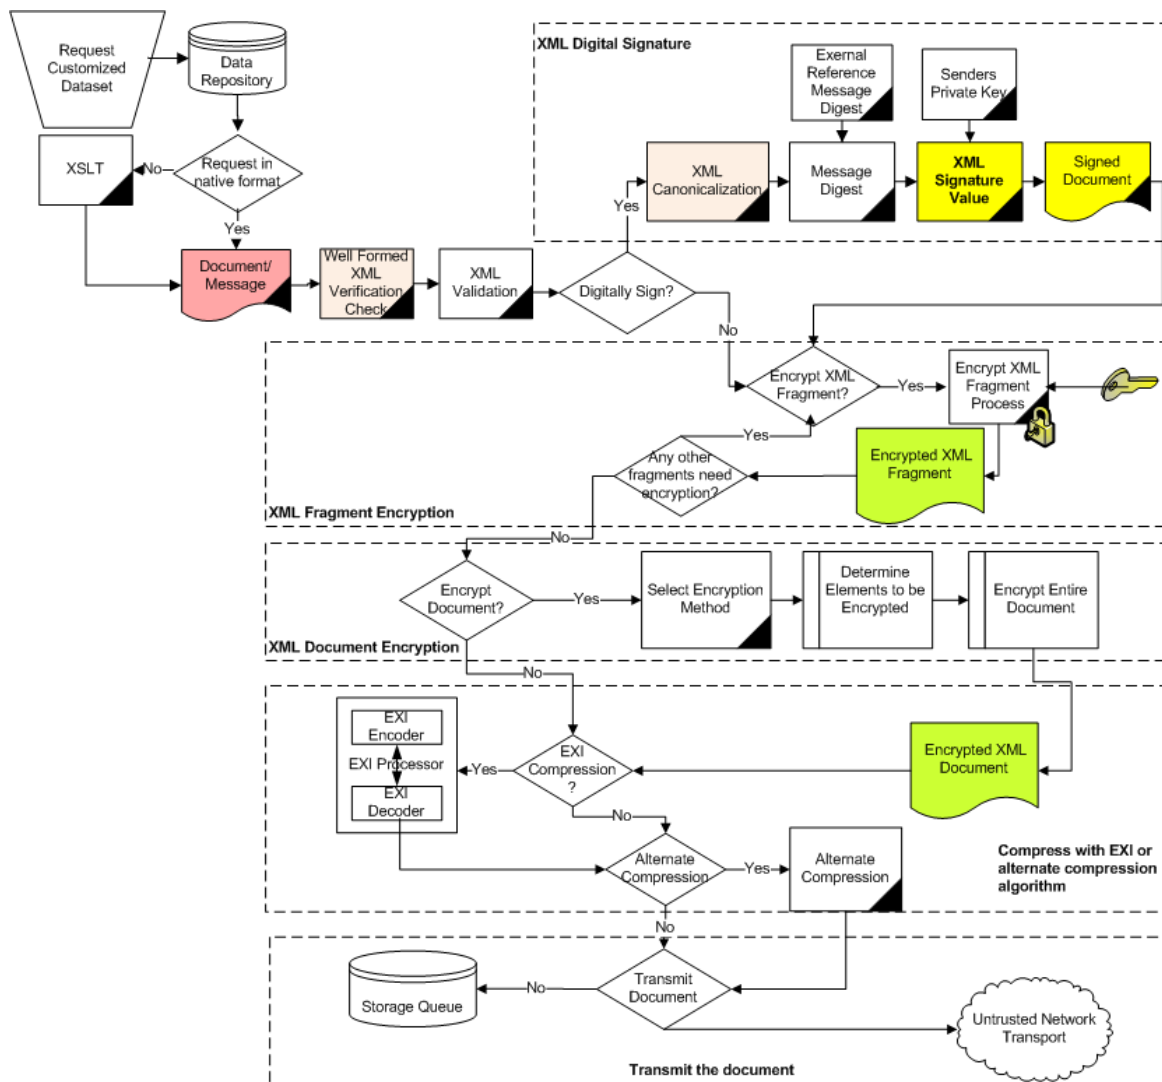 Request
Customized
Dataset
Data
Repository
XML Digital Signature
Exernal
Reference
Message
Digest
Senders
Private Key
XSLT
No
Request in
native format
Yes
XML
Canonicalization
Message
Digest
XML
Signature
Value
Signed
Document
Yes
Document/
Message
Well Formed
XML
Verification
Check
XML
Validation
Digitally Sign?
No
Encrypt XML
Fragment?
Yes
Encrypt XML
Fragment
Process
Yes
Any other
fragments need
encryption?
Encrypted XML
Fragment
XML Fragment Encryption
No
Encrypt
Document?
Yes
Select Encryption
Method
Determine
Elements to be
Encrypted
Encrypt Entire
Document
XML Document Encryption
No
EXI
Encoder
EXI Processor
EXI
Decoder
Yes
EXI
Compression
?
Encrypted XML
Document
No
Alternate
Compression
Yes
Alternate
Compression
Compress with EXI or
alternate compression
algorithm
No
Storage Queue
No
Transmit
Document
Untrusted Network
Transport
Transmit the document